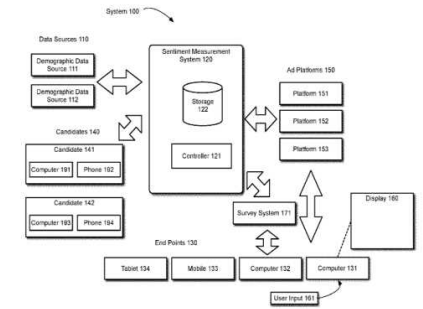 System 100
Data Sources 110
Demographic Data
Source 111
Demographic Data
Source 112
Sentiment Measurement
System 120
Storage
122
Controller 121
Ad Platforms 150
Platform 151
Platform 152
Platform 153
Candidates 140
Candidate 141
Computer 191
Phone 192
Candidate 142
Computer 193
Phone 194
Survey System 171
Display 160
End Points 130
Tablet 134
Mobile 133
Computer 132
Computer 131
User Input 161